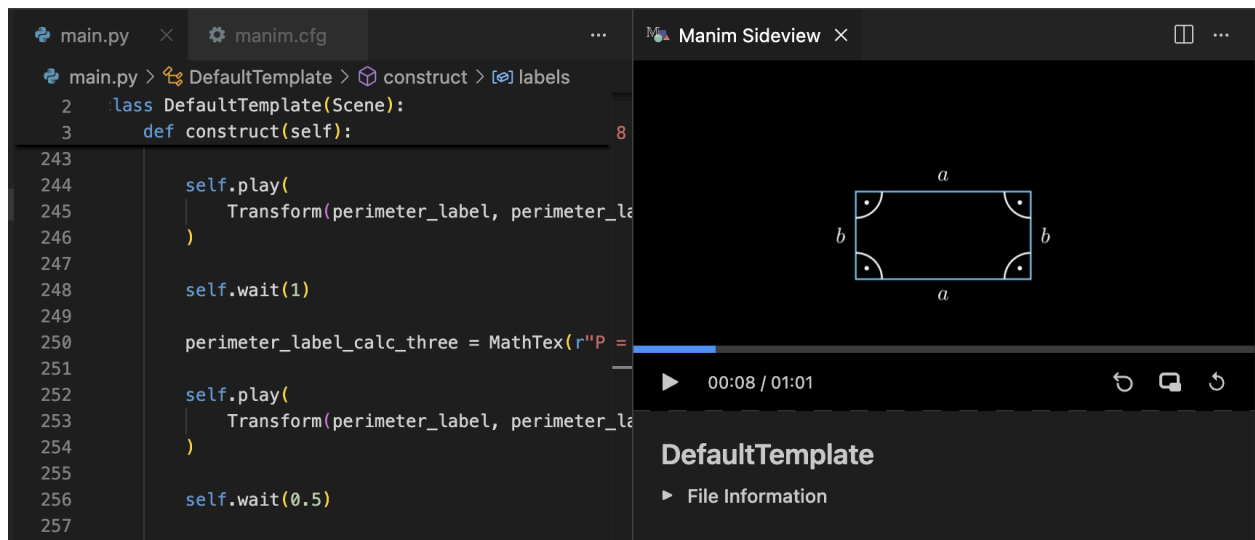 main.py
manim.cfg
main.py > DefaultTemplate > construct > labels
2 lass DefaultTemplate(Scene):
3 def construct(self):
8
243
244 self.play(
245 Transform(perimeter_label, perimeter_la
246 )
247
248 self.wait(1)
249
250 perimeter_label_calc_three = MathTex(r"P =
251
252 self.play(
253 Transform(perimeter_label, perimeter_la
254 )
255
256 self.wait(0.5)
257
Manim Sideview
a
b b
a
00:08 / 01:01
DefaultTemplate
File Information